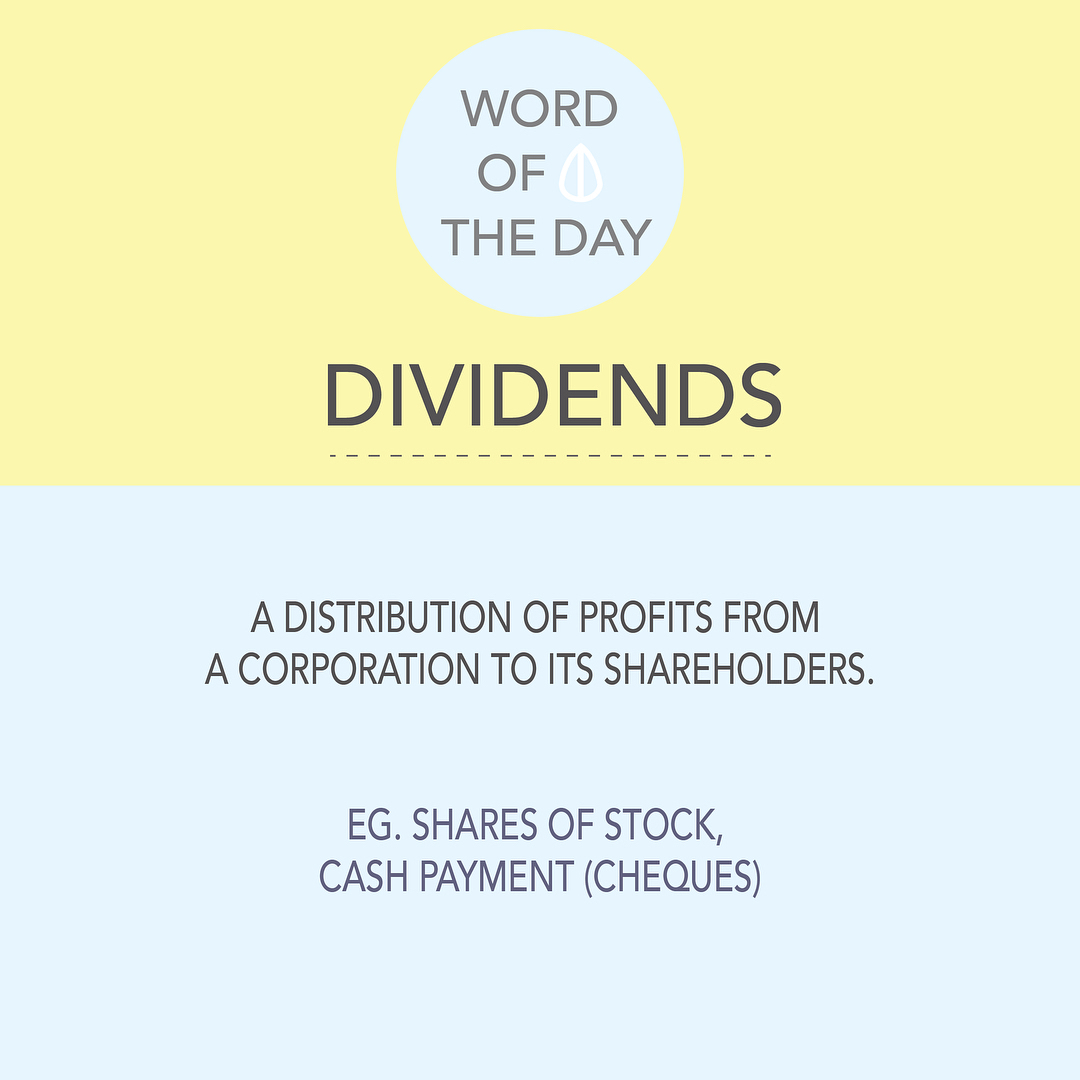 WORD
OF
THE DAY
DIVIDENDS
A DISTRIBUTION OF PROFITS FROM
A CORPORATION TO ITS SHAREHOLDERS.
EG. SHARES OF STOCK,
CASH PAYMENT (CHEQUES)